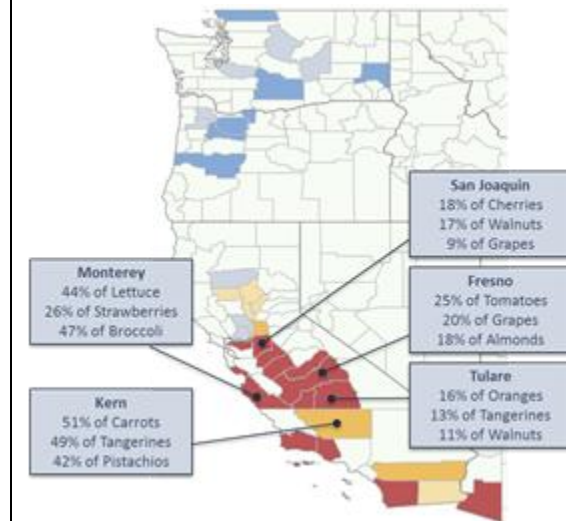 San Joaquin
18% of Cherries
17% of Walnuts
9% of Grapes
Monterey
44% of Lettuce
26% of Strawberries
47% of Broccoli
Fresno
25% of Tomatoes
20% of Grapes
18% of Almonds
Kern
51% of Carrots
49% of Tangerines
42% of Pistachios
Tulare
16% of Oranges
13% of Tangerines
11% of Walnuts